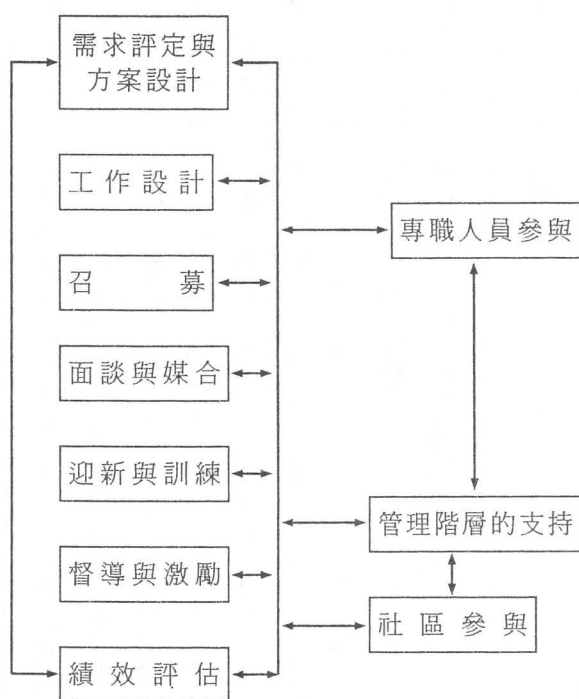 需求評定與
方案設計
工作設計
召募
面談與媒合
迎新與訓練
督導與激勵
績效評估
專職人員參與
管理階層的支持
社區參與